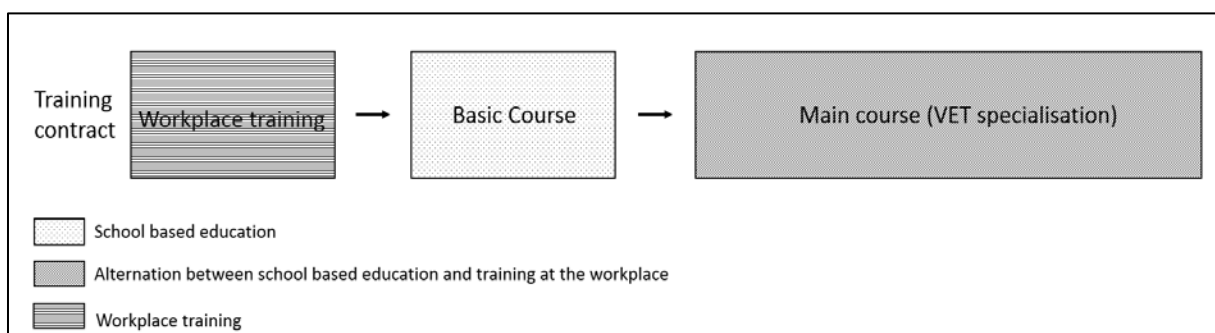 Training
contract
Workplace training
Basic Course
Main course (VET specialisation)
School based education
Alternation between school based education and training at the workplace
Workplace training